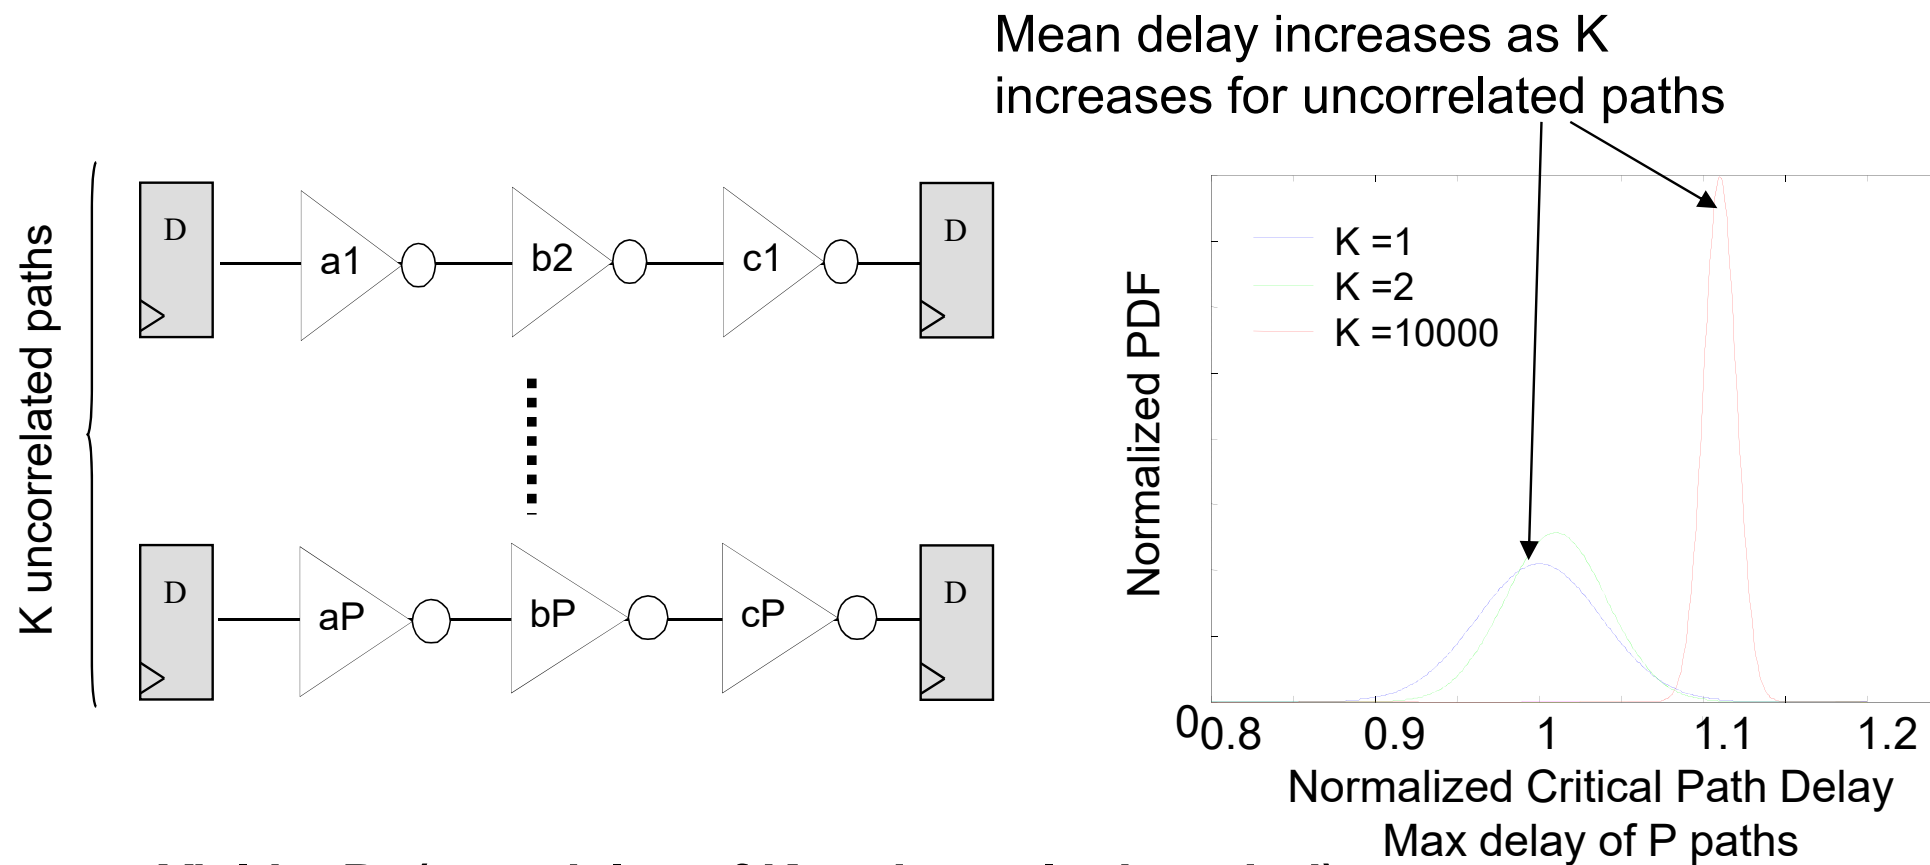 Mean delay increases as K
increases for uncorrelated paths
K uncorrelated paths
D
a1
b2
c1
D
D
aP
bP
cP
D
Normalized PDF
K =1
K =2
K =10000
0
0.8 0.9 1 1.1 1.2
Normalized Critical Path Delay
Max delay of P paths